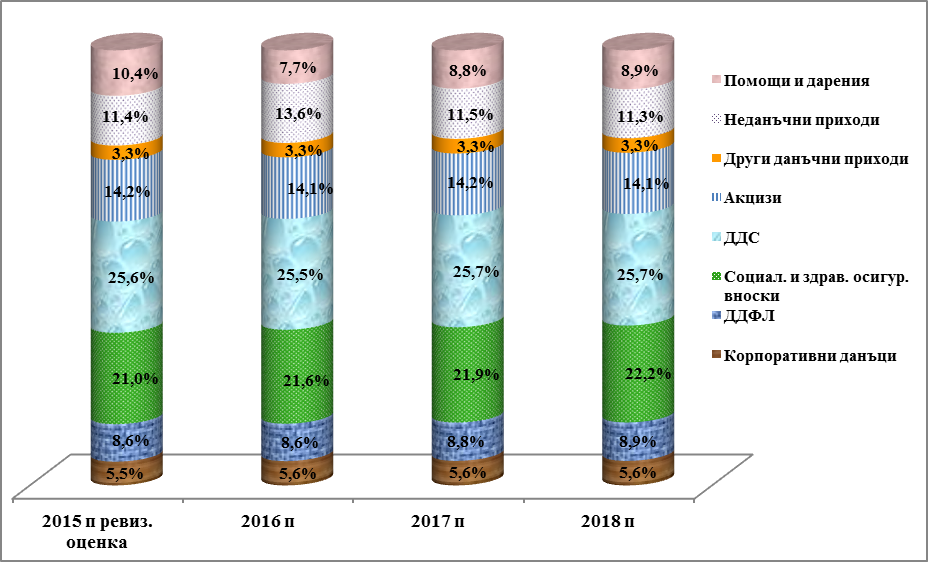 10,4%
7,7%
8,8%
8,9%
11,4%
13,6%
11,5%
11,3%
3,3%
3,3%
3,3%
3,3%
14,2%
14,1%
14,2%
14,1%
25,6%
25,5%
25,7%
25,7%
21,0%
21,6%
21,9%
22,2%
8,6%
8,6%
8,8%
8,9%
5,5%
5,6%
5,6%
5,6%
2015 п ревиз.
оценка
2016 п
2017 п
2018 п
Помощи и дарения
Неданъчни приходи
Други данъчни приходи
Акцизи
ДДС
Социал. и здрав. осигур.
вноски
ДДФЛ
Корпоративни данъци